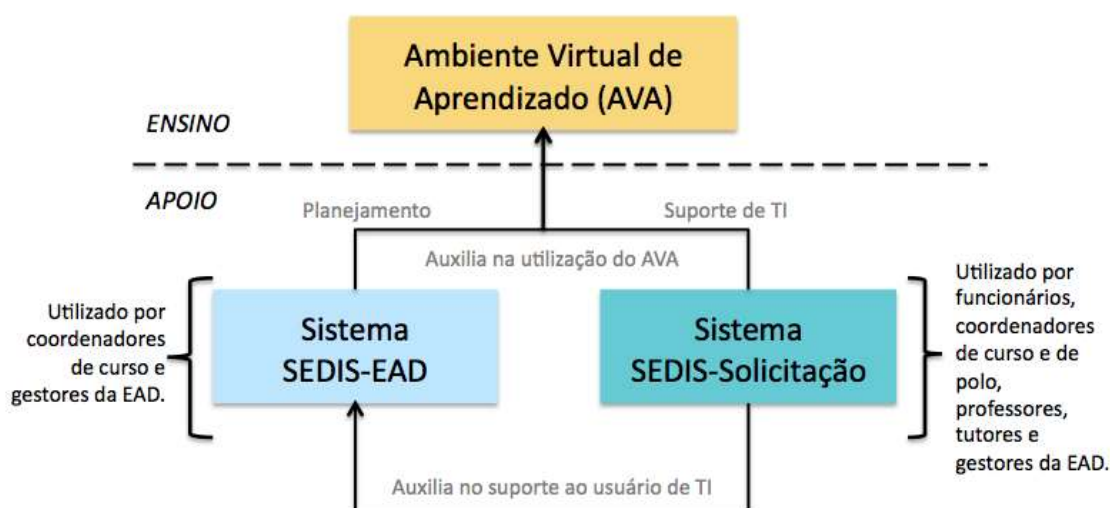 Ambiente Virtual de
Aprendizado (AVA)
ENSINO
APOIO
Planejamento
Suporte de TI
Auxilia na utilização do AVA
Utilizado por
coordenadores
de curso e
gestores da EAD.
Sistema
SEDIS-EAD
Sistema
SEDIS-Solicitação
Utilizado por
funcionários,
coordenadores
de curso e de
polo,
professores,
tutores e
gestores da EAD.
Auxilia no suporte ao usuário de TI